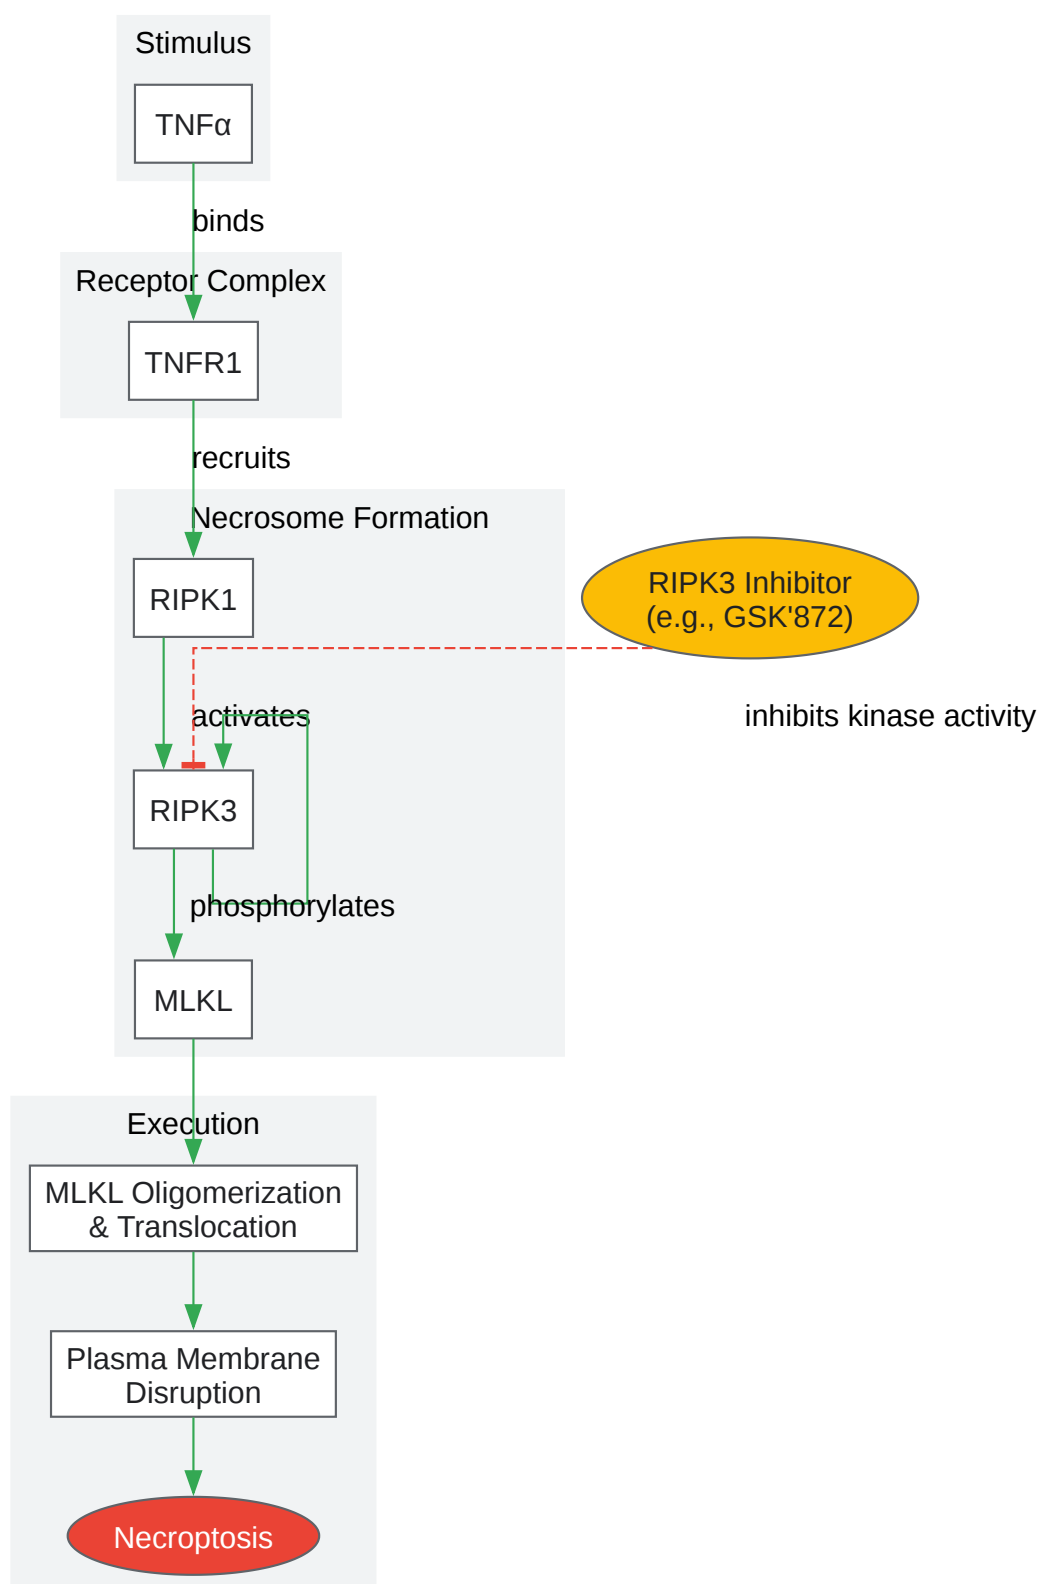 Stimulus
TNFα
binds
Receptor Complex
TNFR1
recruits
Necrosome Formation
RIPK1
RIPK3 Inhibitor
(e.g., GSK'872)
activates
inhibits kinase activity
RIPK3
phosphorylates
MLKL
Execution
MLKL Oligomerization
& Translocation
Plasma Membrane
Disruption
Necroptosis